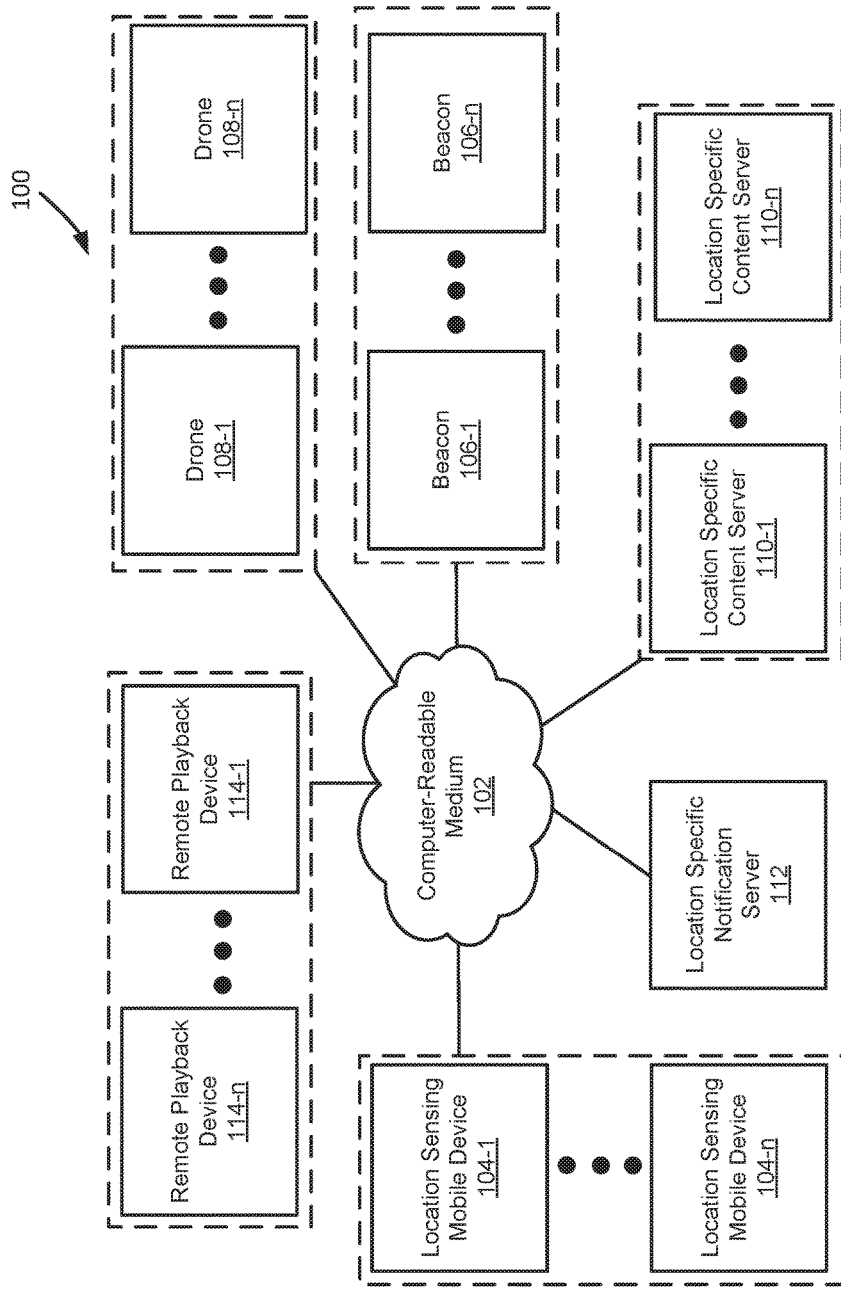 100
Remote Playback
Device
114-n
Remote Playback
Device
114-1
Drone
108-1
Drone
108-n
Location Sensing
Mobile Device
104-1
Location Sensing
Mobile Device
104-n
Computer-Readable
Medium
102
Beacon
106-1
Beacon
106-n
Location Specific
Notification
Server
112
Location Specific
Content Server
110-1
Location Specific
Content Server
110-n